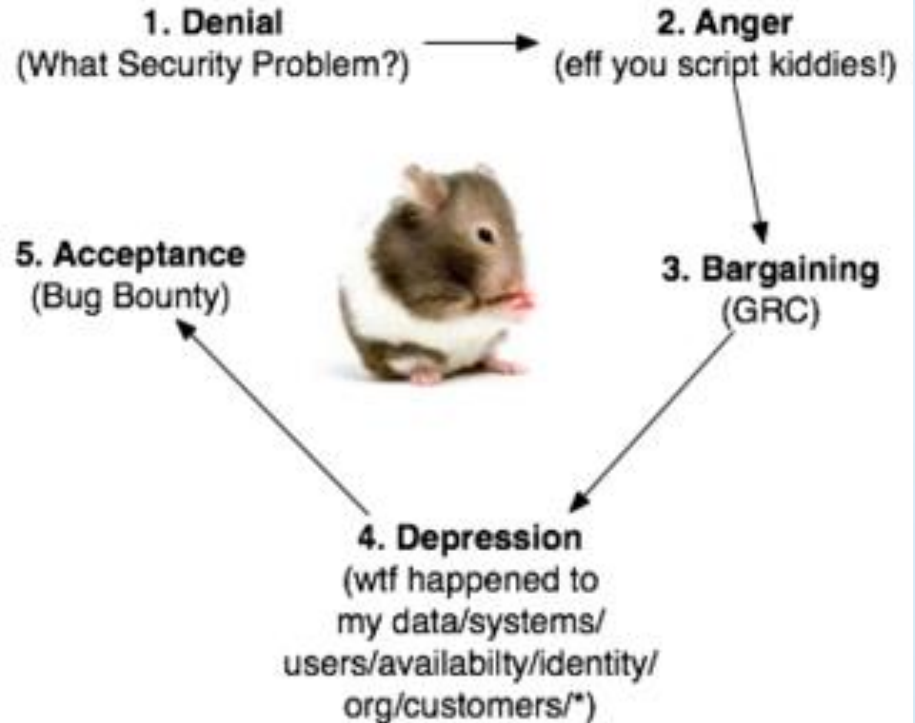 1. Denial
(What Security Problem?)
2. Anger
(eff you script kiddies!)
3. Bargaining
(GRC)
4. Depression
(wtf happened to
my data/systems/
users/availabilty/identity/
org/customers/*)
5. Acceptance
(Bug Bounty)